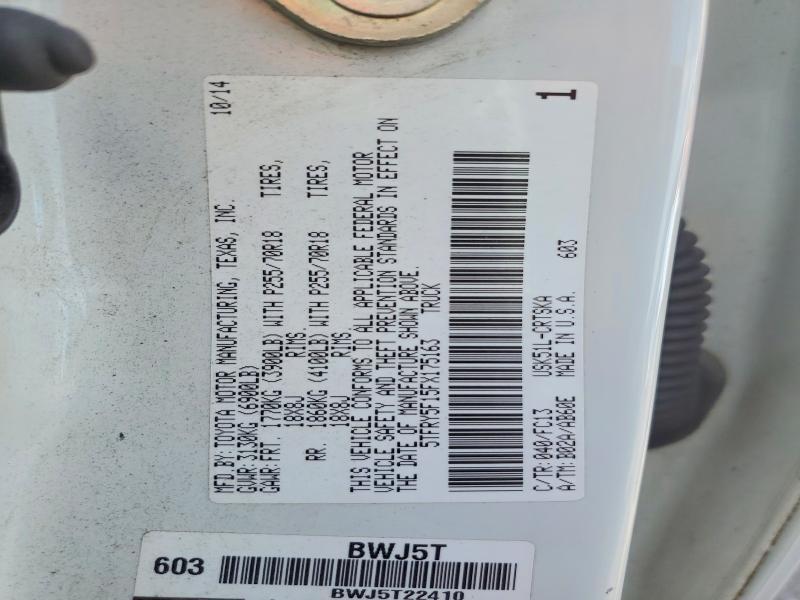 MFD.BY: TOYOTA MOTOR MANUFACTURING, TEXAS, INC. 10/14
GVWR: 3130KG (6900LB)
GAWR: FRT. 1770KG (3900LB) WITH P255/70R18 TIRES,
18X8J RIMS.
RR. 1860KG (4100LB) WITH P255/70R18 TIRES,
18X8J RIMS.
THIS VEHICLE CONFORMS TO ALL APPLICABLE FEDERAL MOTOR
VEHICLE SAFETY AND THEFT PREVENTION STANDARDS IN EFFECT ON
THE DATE OF MANUFACTURE SHOWN ABOVE.
5TFRY5F15FX175163 TRUCK
C/TR: 040/FC13 USK51L-CRTSKA
A/TM: B02A/AB60E MADE IN U.S.A. 603
1
BWJ5T
603
BWJ5T22410